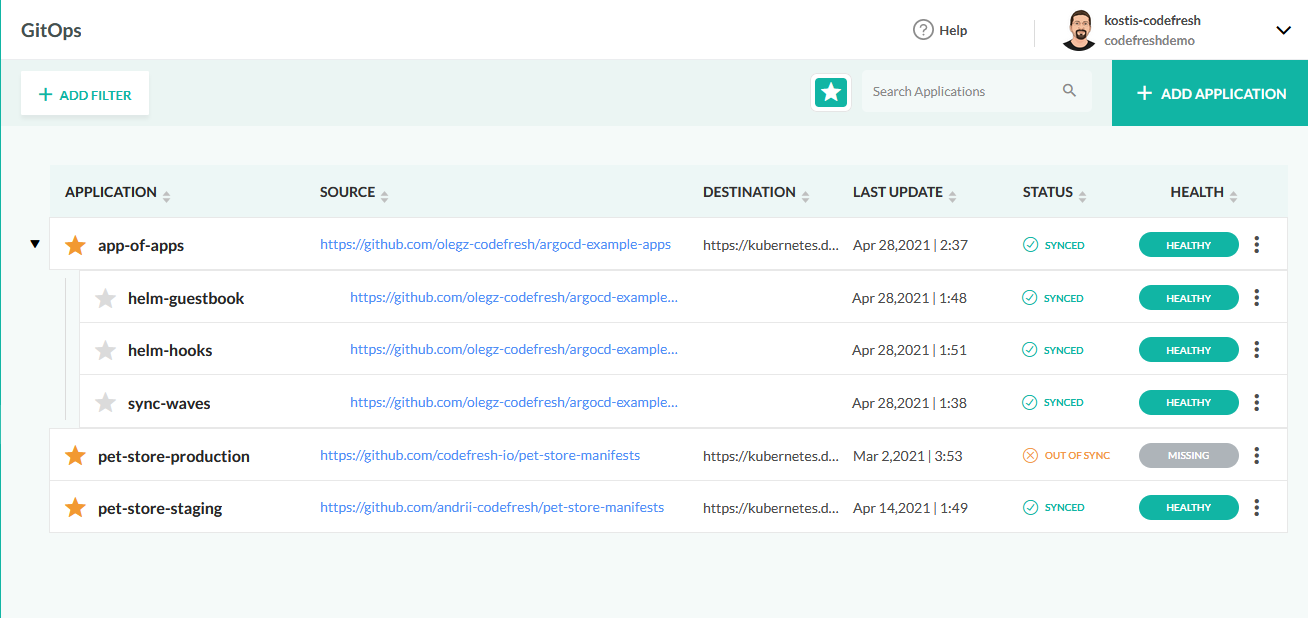 GitOps
? Help
kostis-codefresh
codefreshdemo
+ ADD FILTER
Search Applications
+ ADD APPLICATION
APPLICATION SOURCE DESTINATION LAST UPDATE STATUS HEALTH
app-of-apps https://github.com/olegz-codefresh/argocd-example-apps https://kubernetes.d... Apr 28,2021 | 2:37 SYNCED HEALTHY
helm-guestbook https://github.com/olegz-codefresh/argocd-example... Apr 28,2021 | 1:48 SYNCED HEALTHY
helm-hooks https://github.com/olegz-codefresh/argocd-example... Apr 28,2021 | 1:51 SYNCED HEALTHY
sync-waves https://github.com/olegz-codefresh/argocd-example... Apr 28,2021 | 1:38 SYNCED HEALTHY
pet-store-production https://github.com/codefresh-io/pet-store-manifests https://kubernetes.d... Mar 2,2021 | 3:53 OUT OF SYNC MISSING
pet-store-staging https://github.com/andrii-codefresh/pet-store-manifests https://kubernetes.d... Apr 14,2021 | 1:49 SYNCED HEALTHY